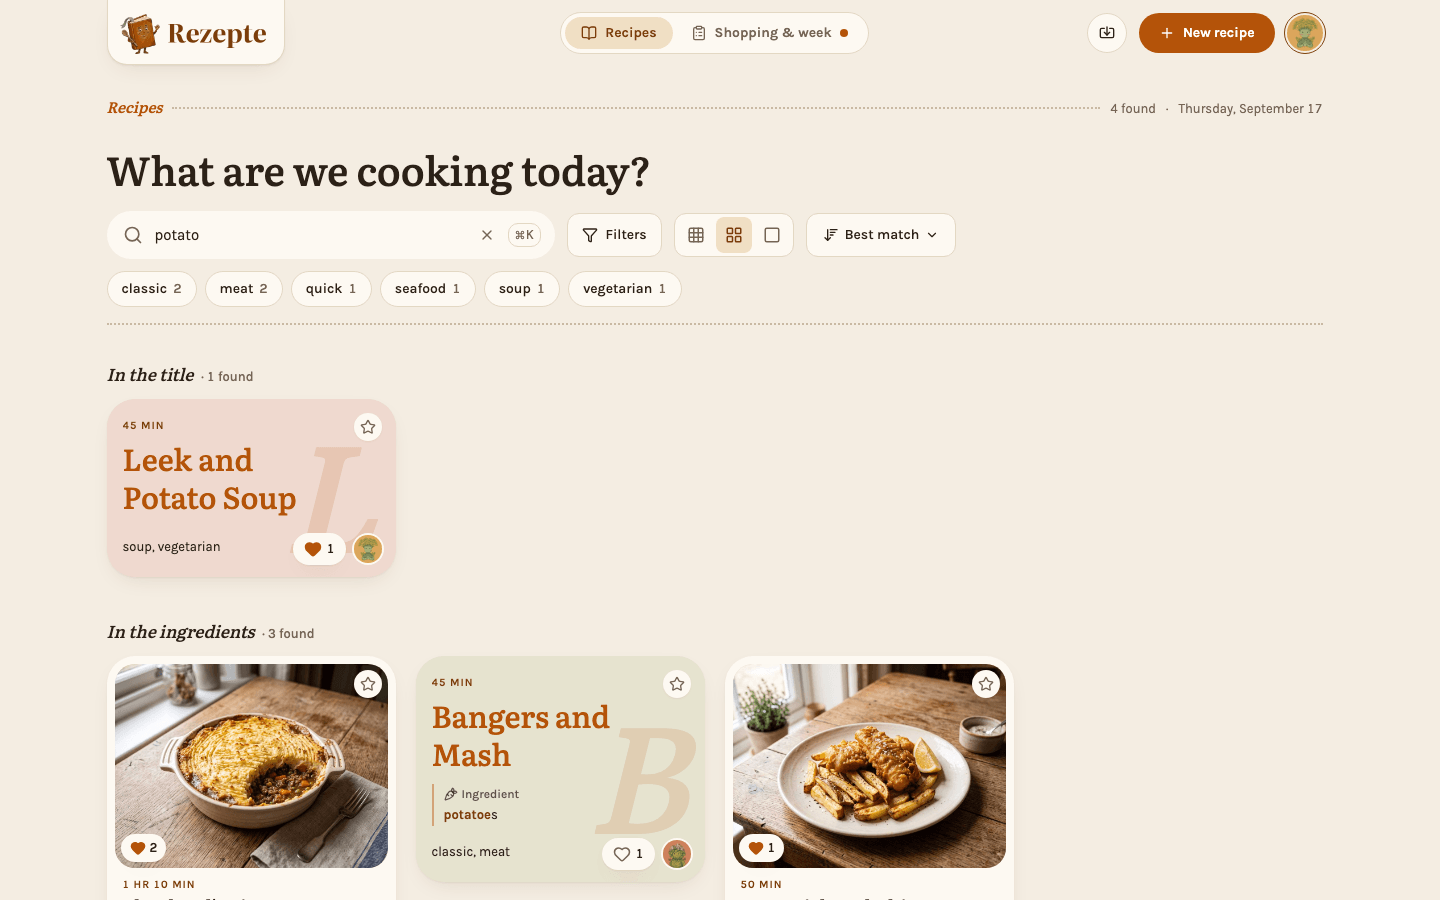 Rezepte
Recipes
Shopping & week
New recipe
Recipes
4 found · Thursday, September 17
What are we cooking today?
potato
⌘K
Filters
Best match
classic 2
meat 2
quick 1
seafood 1
soup 1
vegetarian 1
In the title · 1 found
45 MIN
Leek and
Potato Soup
L
soup, vegetarian
1
In the ingredients · 3 found
2
1 HR 10 MIN
45 MIN
Bangers and
Mash
B
Ingredient
potatoes
classic, meat
1
1
50 MIN